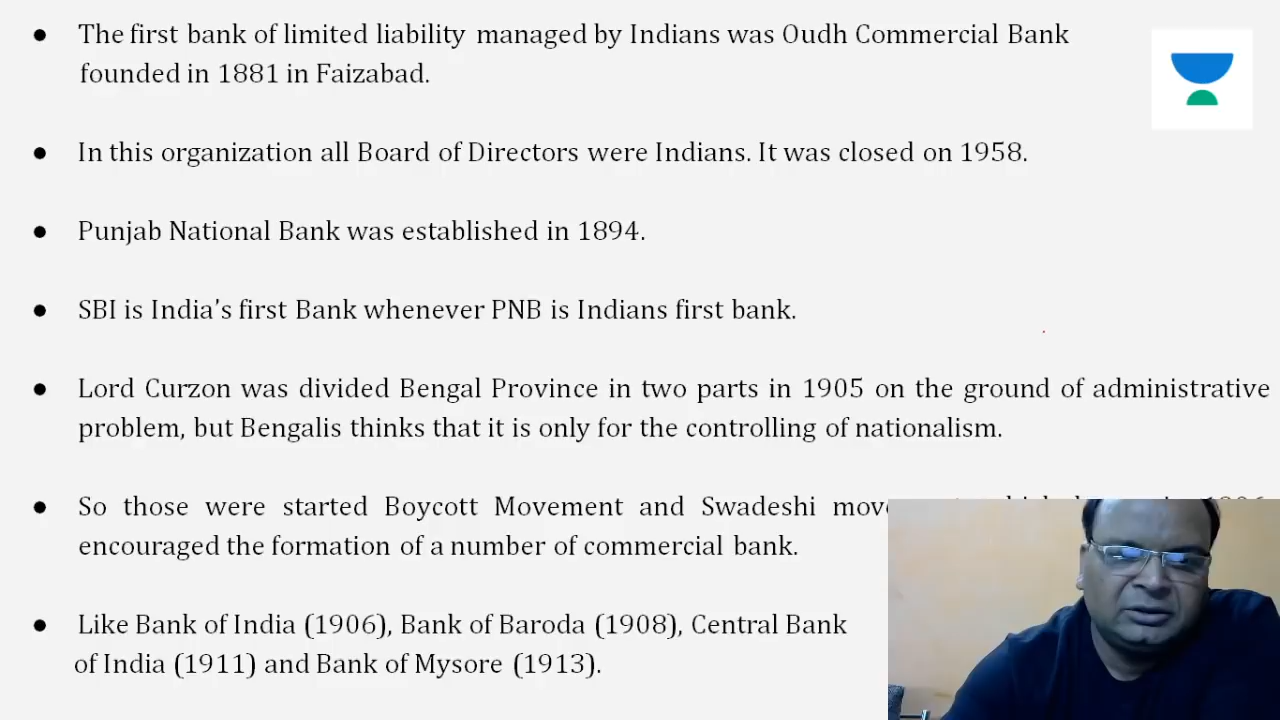 ● The first bank of limited liability managed by Indians was Oudh Commercial Bank
founded in 1881 in Faizabad.
● In this organization all Board of Directors were Indians. It was closed on 1958.
● Punjab National Bank was established in 1894.
● SBI is India's first Bank whenever PNB is Indians first bank.
● Lord Curzon was divided Bengal Province in two parts in 1905 on the ground of administrative
problem, but Bengalis thinks that it is only for the controlling of nationalism.
● So those were started Boycott Movement and Swadeshi
encouraged the formation of a number of commercial bank.
● Like Bank of India (1906), Bank of Baroda (1908), Central Bank
of India (1911) and Bank of Mysore (1913).